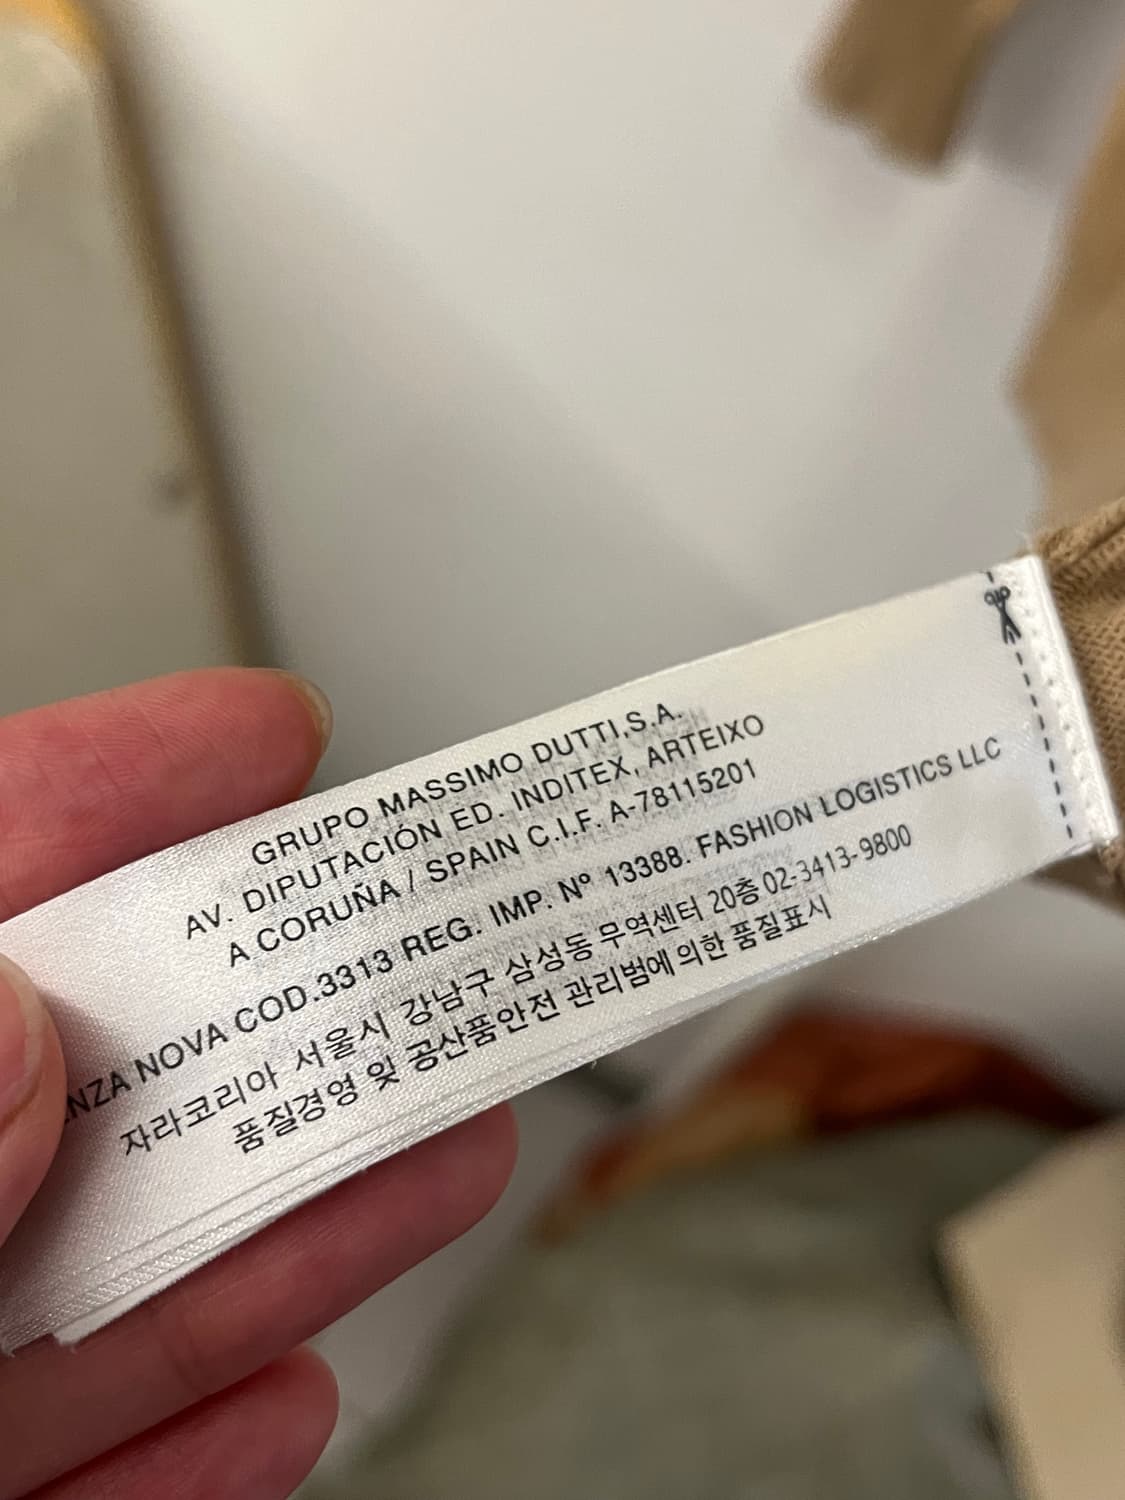 GRUPO MASSIMO DUTTI,S.A.
AV. DIPUTACIÓN ED. INDITEX, ARTEIXO
A CORUÑA / SPAIN C.I.F. A-78115201
NOVA COD.3313 REG. IMP. Nº 13388. FASHION LOGISTICS LLC
자라코리아 서울시 강남구 삼성동 무역센터 20층 02-3413-9800
품질경영 및 공산품안전 관리범에 의한 품질표시